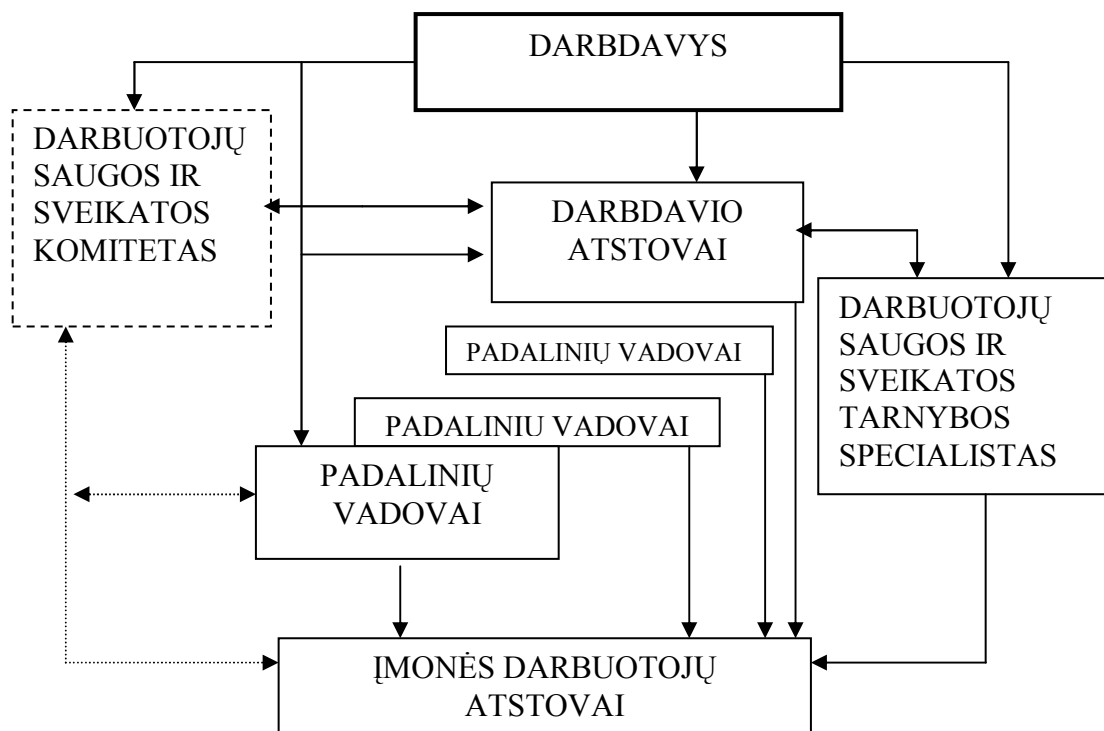 DARBDAVYS
DARBUOTOJŲ
SAUGOS IR
SVEIKATOS
KOMITETAS
DARBDAVIO
ATSTOVAI
DARBUOTOJŲ
SAUGOS IR
SVEIKATOS
TARNYBOS
SPECIALISTAS
PADALINIŲ VADOVAI
PADALINIU VADOVAI
PADALINIŲ
VADOVAI
ĮMONĖS DARBUOTOJŲ
ATSTOVAI